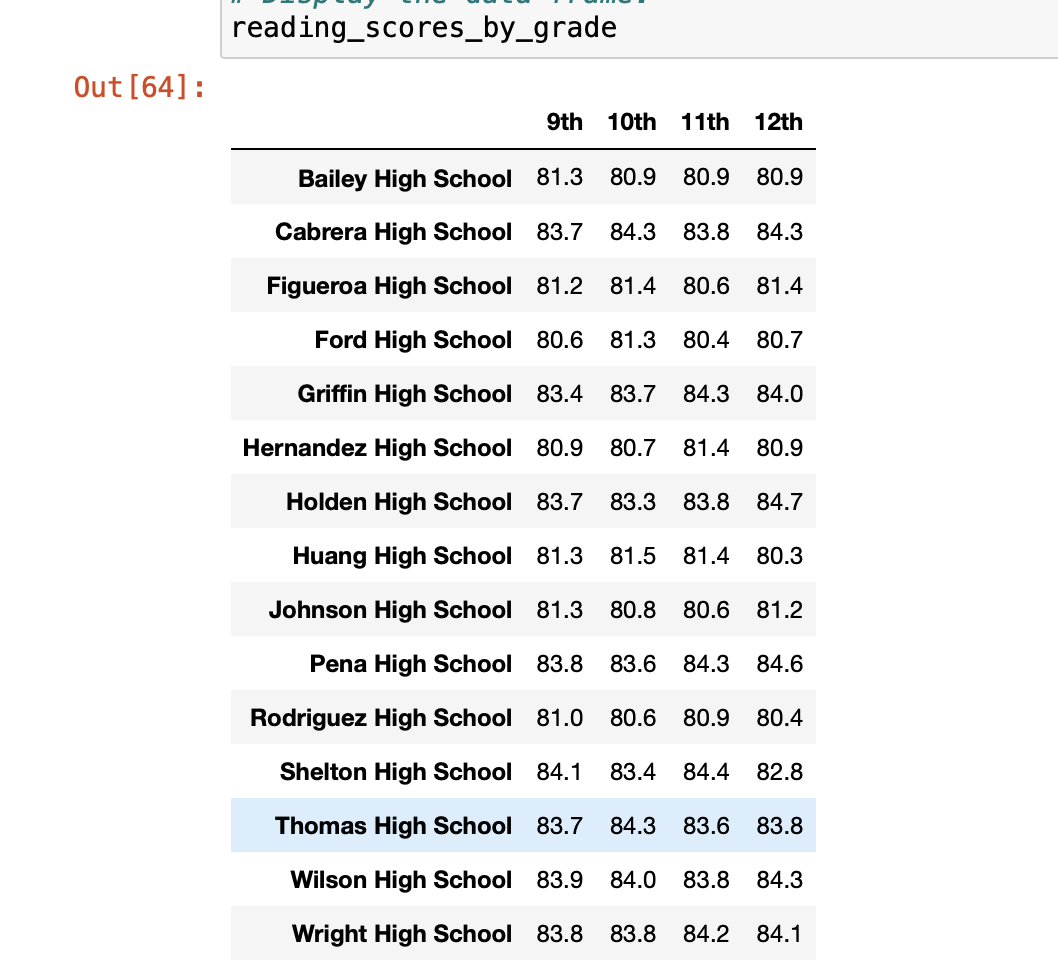 # Display the data frame.
reading_scores_by_grade
Out[64]:
9th 10th 11th 12th
Bailey High School 81.3 80.9 80.9 80.9
Cabrera High School 83.7 84.3 83.8 84.3
Figueroa High School 81.2 81.4 80.6 81.4
Ford High School 80.6 81.3 80.4 80.7
Griffin High School 83.4 83.7 84.3 84.0
Hernandez High School 80.9 80.7 81.4 80.9
Holden High School 83.7 83.3 83.8 84.7
Huang High School 81.3 81.5 81.4 80.3
Johnson High School 81.3 80.8 80.6 81.2
Pena High School 83.8 83.6 84.3 84.6
Rodriguez High School 81.0 80.6 80.9 80.4
Shelton High School 84.1 83.4 84.4 82.8
Thomas High School 83.7 84.3 83.6 83.8
Wilson High School 83.9 84.0 83.8 84.3
Wright High School 83.8 83.8 84.2 84.1